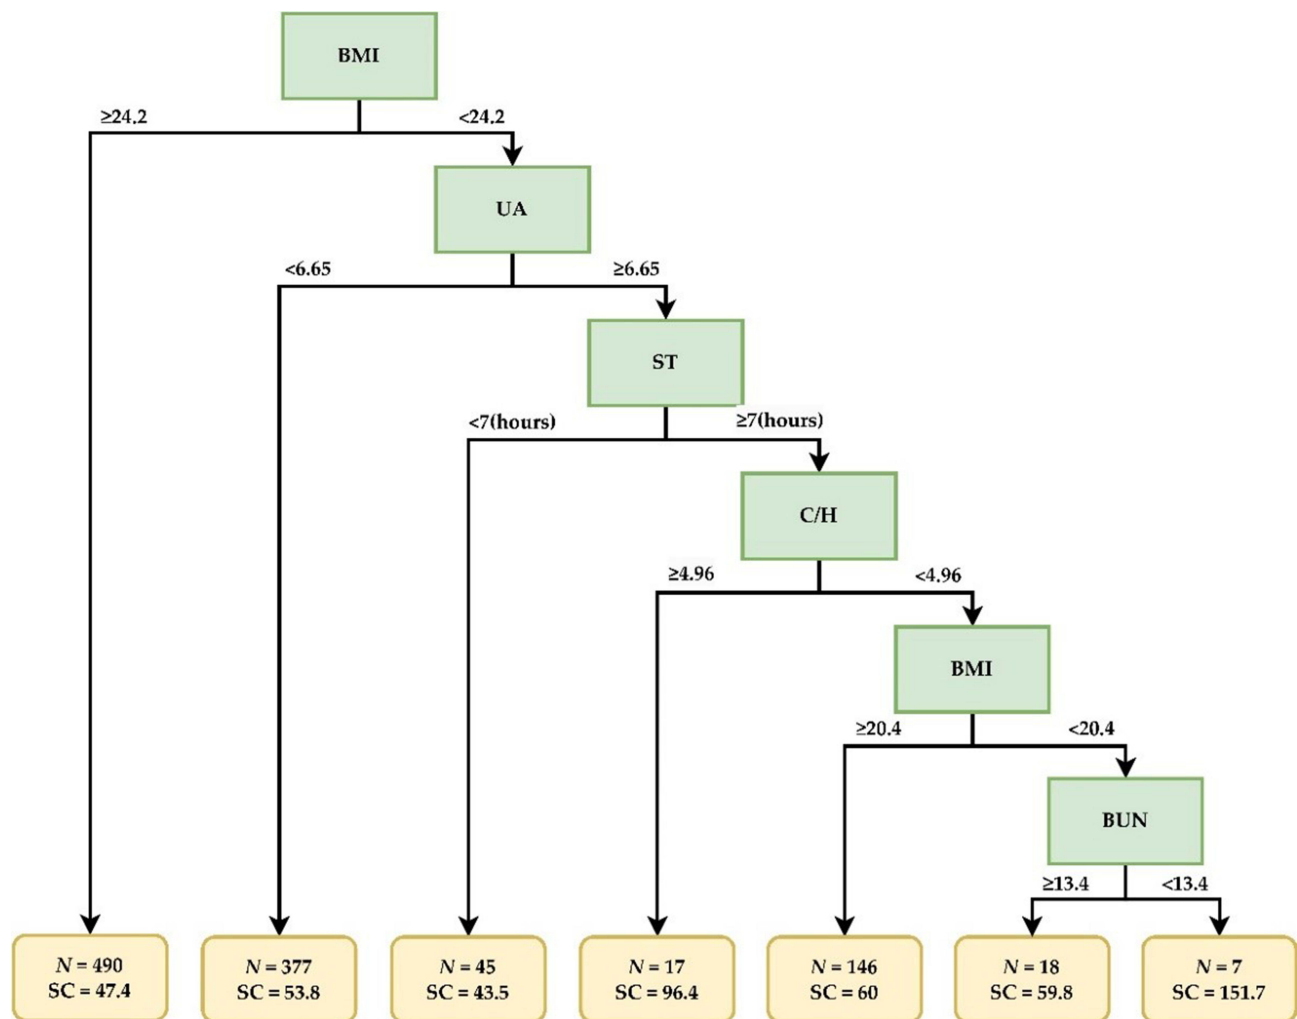 BMI
≥24.2
<24.2
UA
<6.65
≥6.65
ST
<7(hours)
≥7(hours)
C/H
≥4.96
<4.96
BMI
≥20.4
<20.4
BUN
≥13.4
<13.4
N = 490
SC = 47.4
N = 377
SC = 53.8
N = 45
SC = 43.5
N = 17
SC = 96.4
N = 146
SC = 60
N = 18
SC = 59.8
N = 7
SC = 151.7